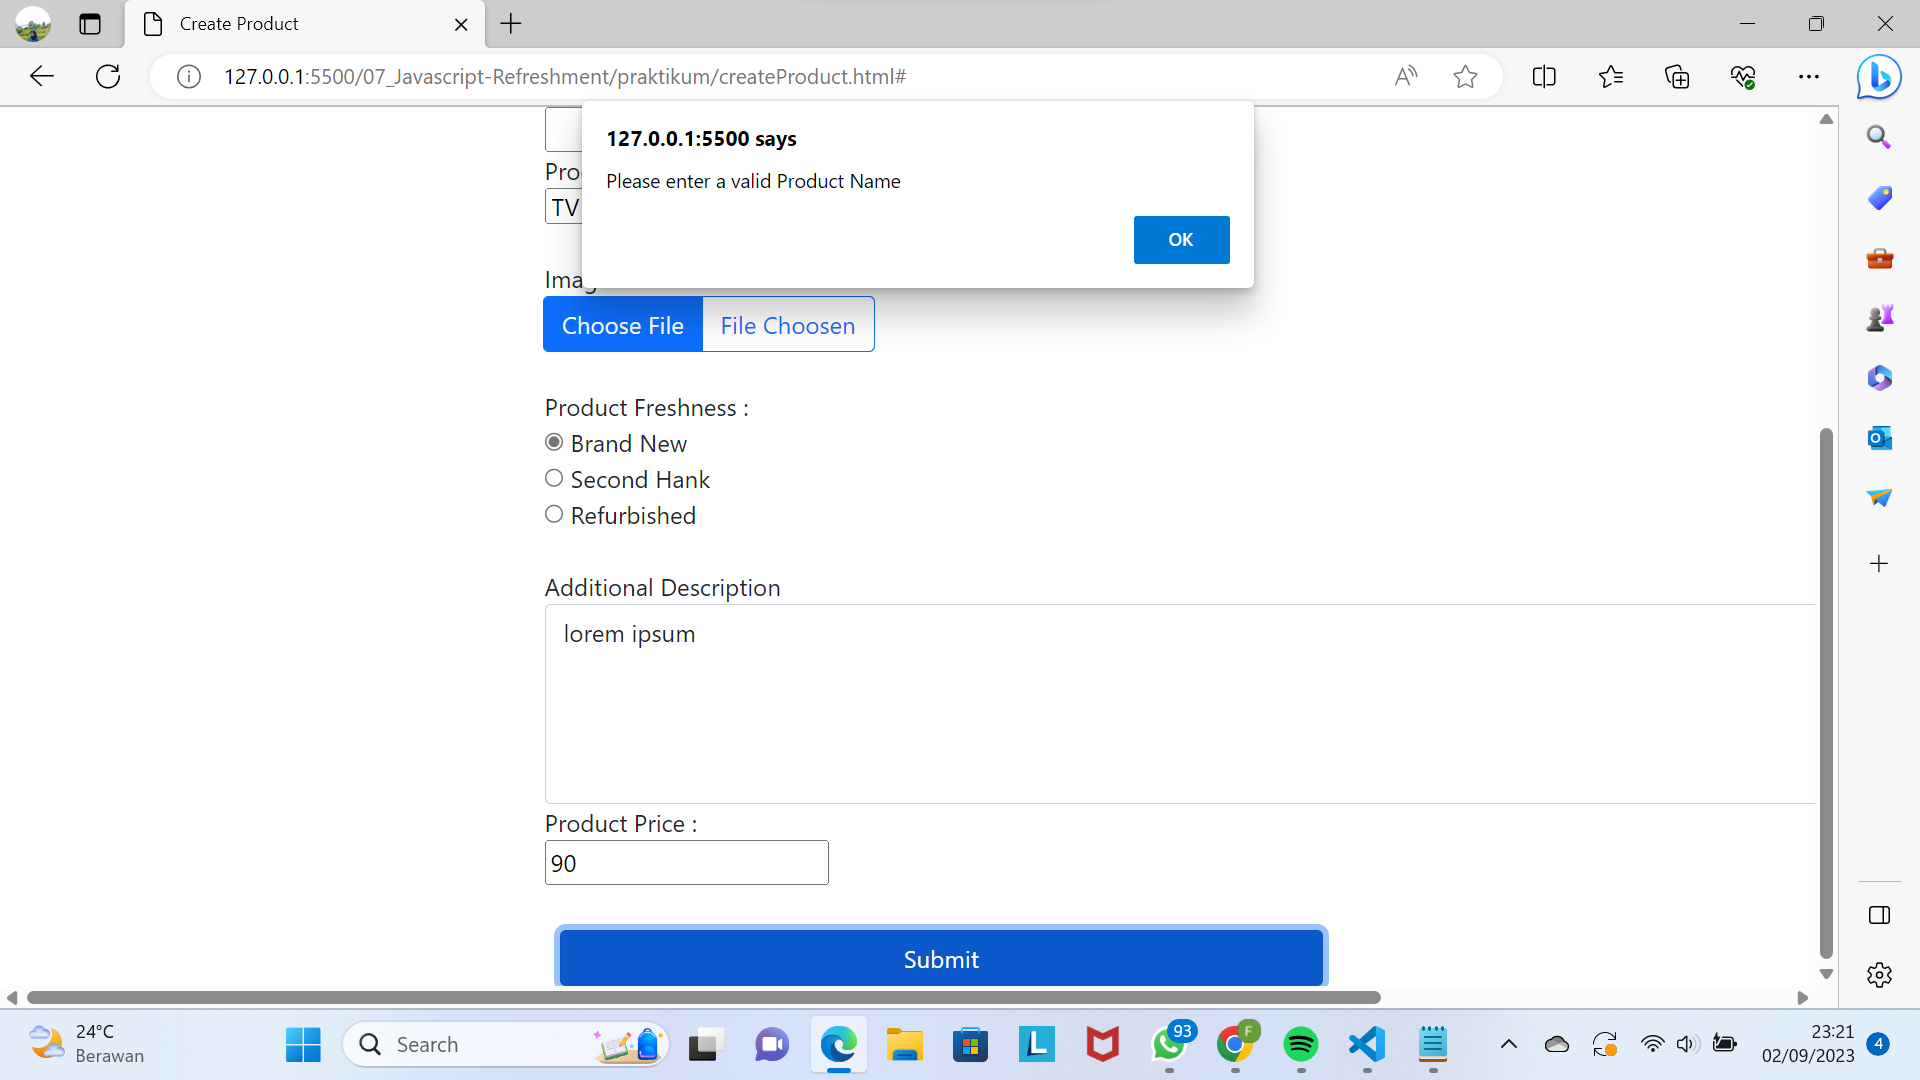 Create Product
127.0.0.1:5500/07_Javascript-Refreshment/praktikum/createProduct.html#
127.0.0.1:5500 says
Please enter a valid Product Name
OK
TV
Choose File
File Choosen
Product Freshness :
Brand New
Second Hank
Refurbished
Additional Description
lorem ipsum
Product Price :
90
Submit
24°C
Berawan
Search
93
F
23:21
02/09/2023
4